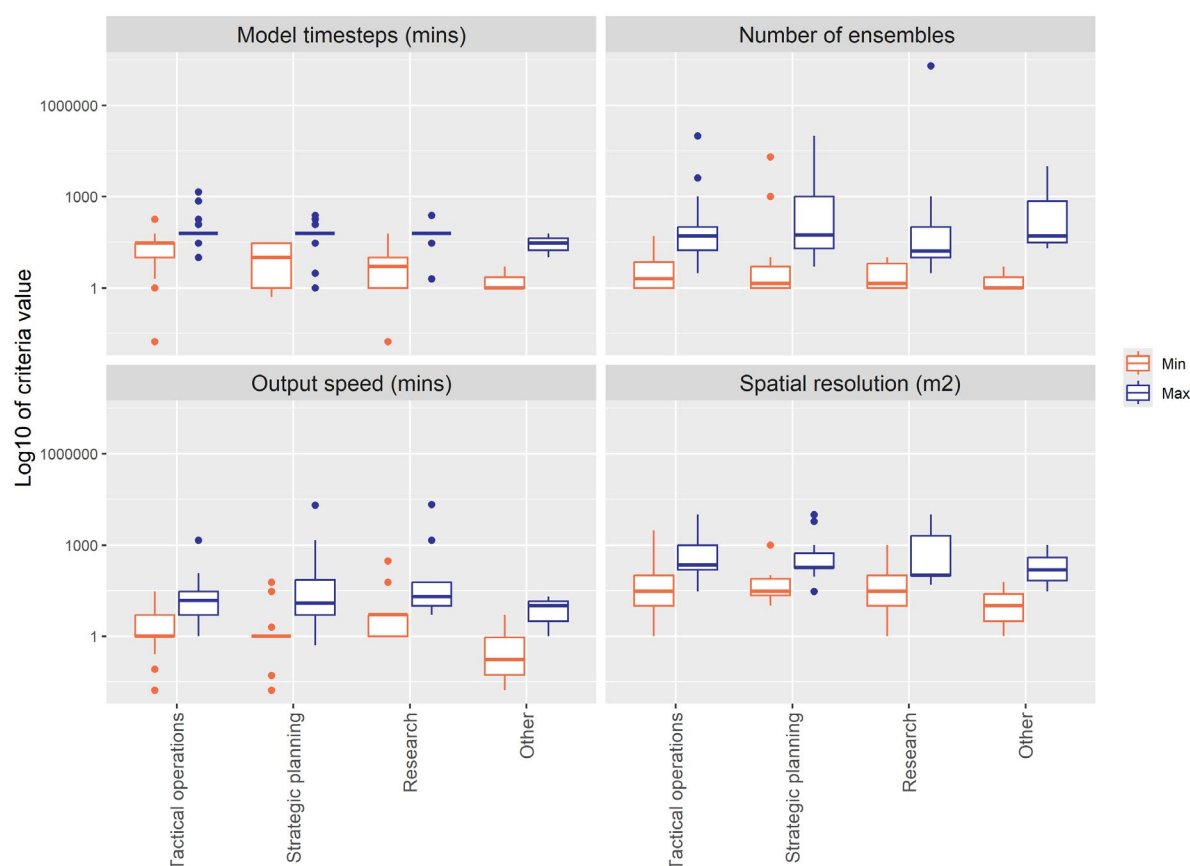 Model timesteps (mins)
Number of ensembles
1000000
1000
1
Output speed (mins)
Spatial resolution (m2)
1000000
1000
1
Log10 of criteria value
Min
Max
Tactical operations
Strategic planning
Research
Other
Tactical operations
Strategic planning
Research
Other